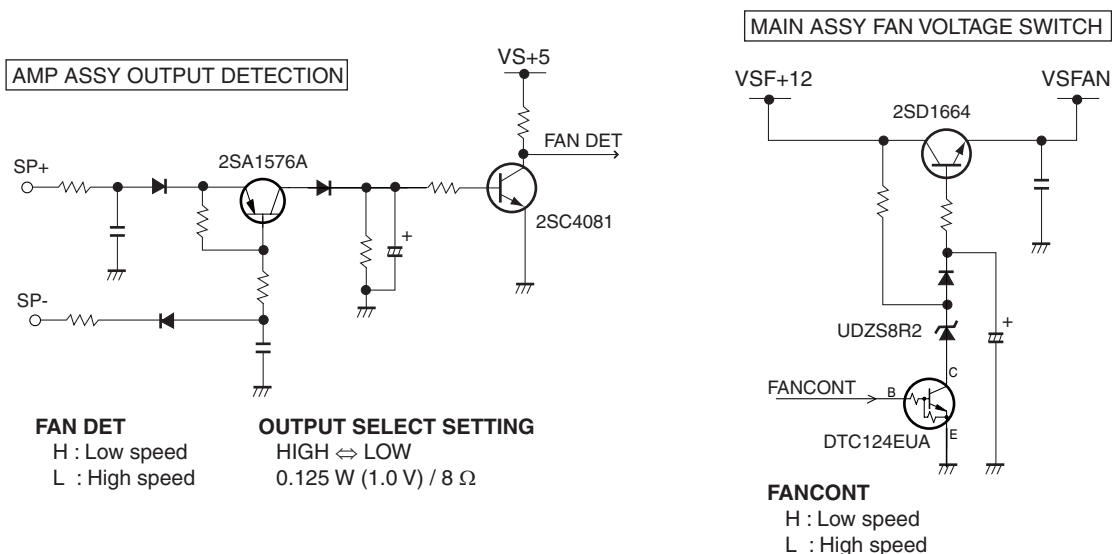 AMP ASSY OUTPUT DETECTION
VS+5
FAN DET
SP+
2SA1576A
2SC4081
SP-
FAN DET
H : Low speed
L : High speed
OUTPUT SELECT SETTING
HIGH ⇔ LOW
0.125 W (1.0 V) / 8 Ω
MAIN ASSY FAN VOLTAGE SWITCH
VSF+12
VSFAN
2SD1664
+
+
UDZS8R2
C
FANCONT
B
E
DTC124EUA
FANCONT
H : Low speed
L : High speed